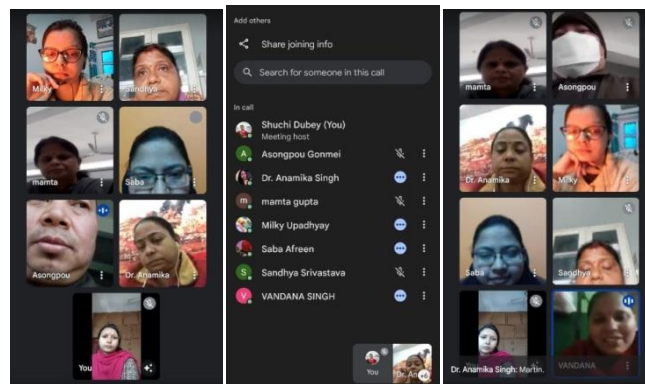 Milky
Sandhya
mamta
Saba
Asongpou
Dr. Anamika
You
Add others
Share joining info
Search for someone in this call
In call
Shuchi Dubey (You)
Meeting host
A Asongpou Gonmei
Dr. Anamika Singh
m mamta gupta
Milky Upadhyay
Saba Afreen
S Sandhya Srivastava
V VANDANA SINGH
You
Dr. An
mamta
Asongpou
Dr. Anamika
Milky
Saba
Sandhya
VANDANA
Dr. Anamika Singh: Martin.